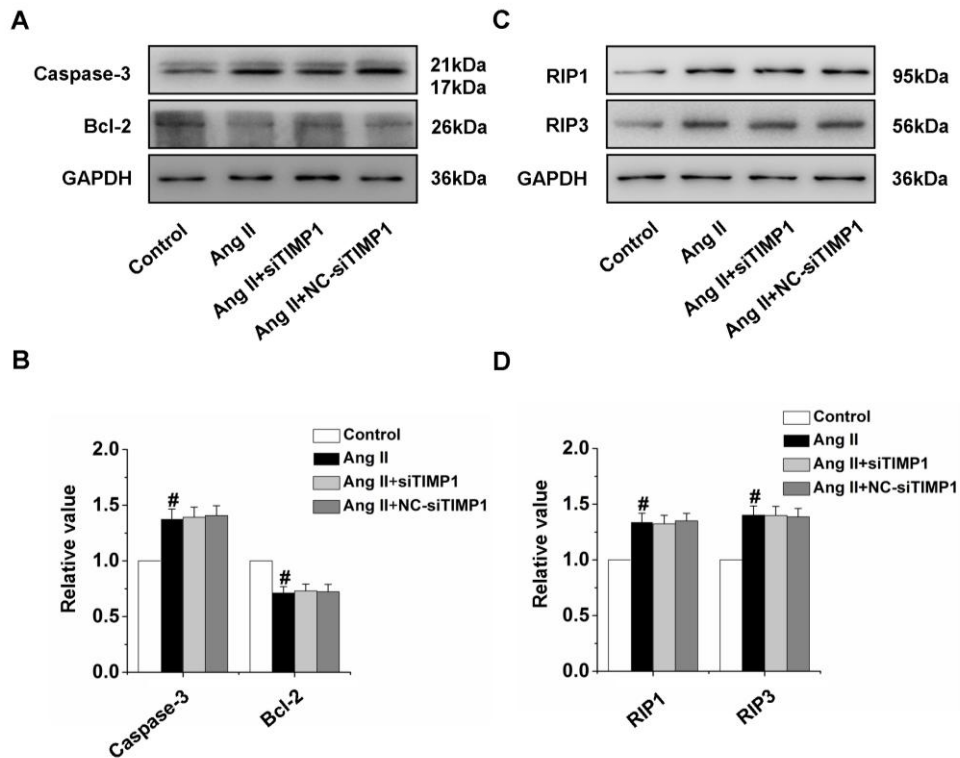 A
Caspase-3
21kDa
17kDa
Bcl-2
26kDa
GAPDH
36kDa
Control
Ang II
Ang II+siTIMP1
Ang II+NC-siTIMP1
C
RIP1
95kDa
RIP3
56kDa
GAPDH
36kDa
Control
Ang II
Ang II+siTIMP1
Ang II+NC-siTIMP1
B
Control
Ang II
Ang II+siTIMP1
Ang II+NC-siTIMP1
Relative value
2.0
1.5
1.0
0.5
0.0
#
#
Caspase-3
Bcl-2
D
Control
Ang II
Ang II+siTIMP1
Ang II+NC-siTIMP1
Relative value
2.0
1.5
1.0
0.5
0.0
#
#
RIP1
RIP3